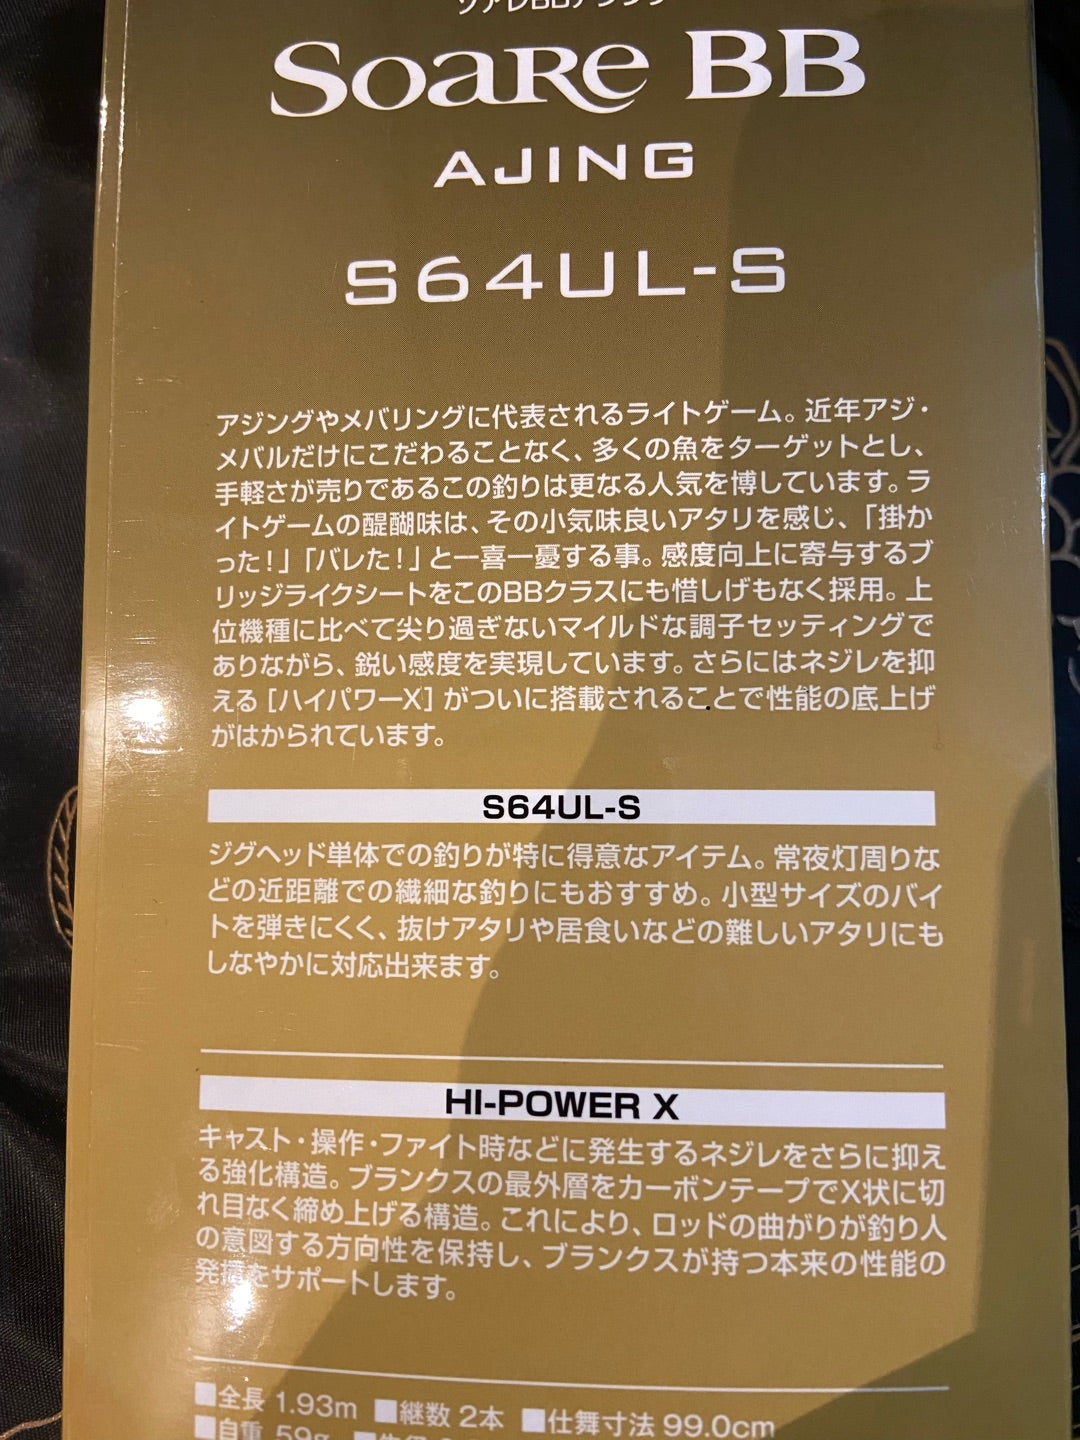 ソアレBBアジング
Soare BB
AJING
S64UL-S
アジングやメバリングに代表されるライトゲーム。近年アジ・
メバルだけにこだわることなく、多くの魚をターゲットとし、
手軽さが売りであるこの釣りは更なる人気を博しています。ラ
イトゲームの醍醐味は、その小気味良いアタリを感じ、「掛か
った!」「バレた!」と一喜一憂する事。感度向上に寄与するブ
リッジライクシートをこのBBクラスにも惜しげもなく採用。上
位機種に比べて尖り過ぎないマイルドな調子セッティングで
ありながら、鋭い感度を実現しています。さらにはネジレを抑
える[ハイパワーX]がついに搭載されることで性能の底上げ
がはかられています。
S64UL-S
ジグヘッド単体での釣りが特に得意なアイテム。常夜灯周りな
どの近距離での繊細な釣りにもおすすめ。小型サイズのバイ
トを弾きにくく、抜けアタリや居食いなどの難しいアタリにも
しなやかに対応出来ます。
HI-POWER X
キャスト・操作・ファイト時などに発生するネジレをさらに抑え
る強化構造。ブランクスの最外層をカーボンテープでX状に切
れ目なく締め上げる構造。これにより、ロッドの曲がりが釣り人
の意図する方向性を保持し、ブランクスが持つ本来の性能の
発揮をサポートします。
■全長 1.93m ■継数 2本 ■仕舞寸法 99.0cm
■自重 59g